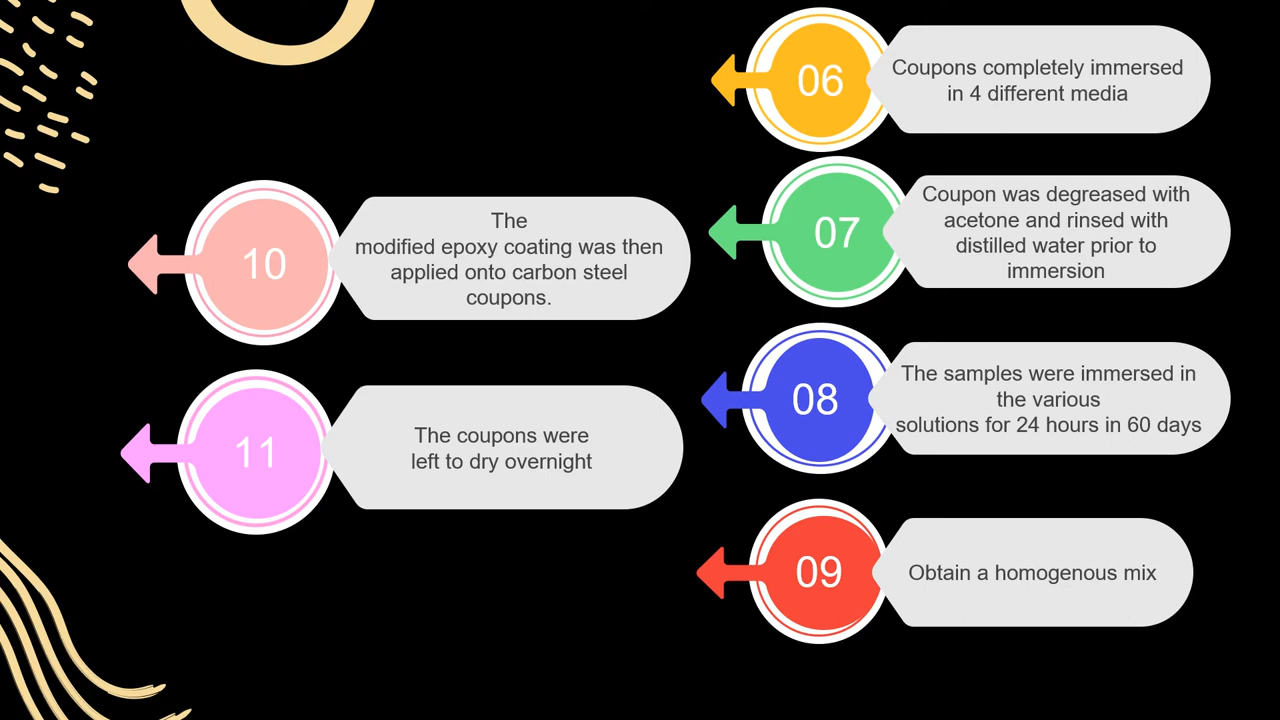 06
Coupons completely immersed
in 4 different media
07
Coupon was degreased with
acetone and rinsed with
distilled water prior to
immersion
08
The samples were immersed in
the various
solutions for 24 hours in 60 days
09
Obtain a homogenous mix
10
The
modified epoxy coating was then
applied onto carbon steel
coupons.
11
The coupons were
left to dry overnight